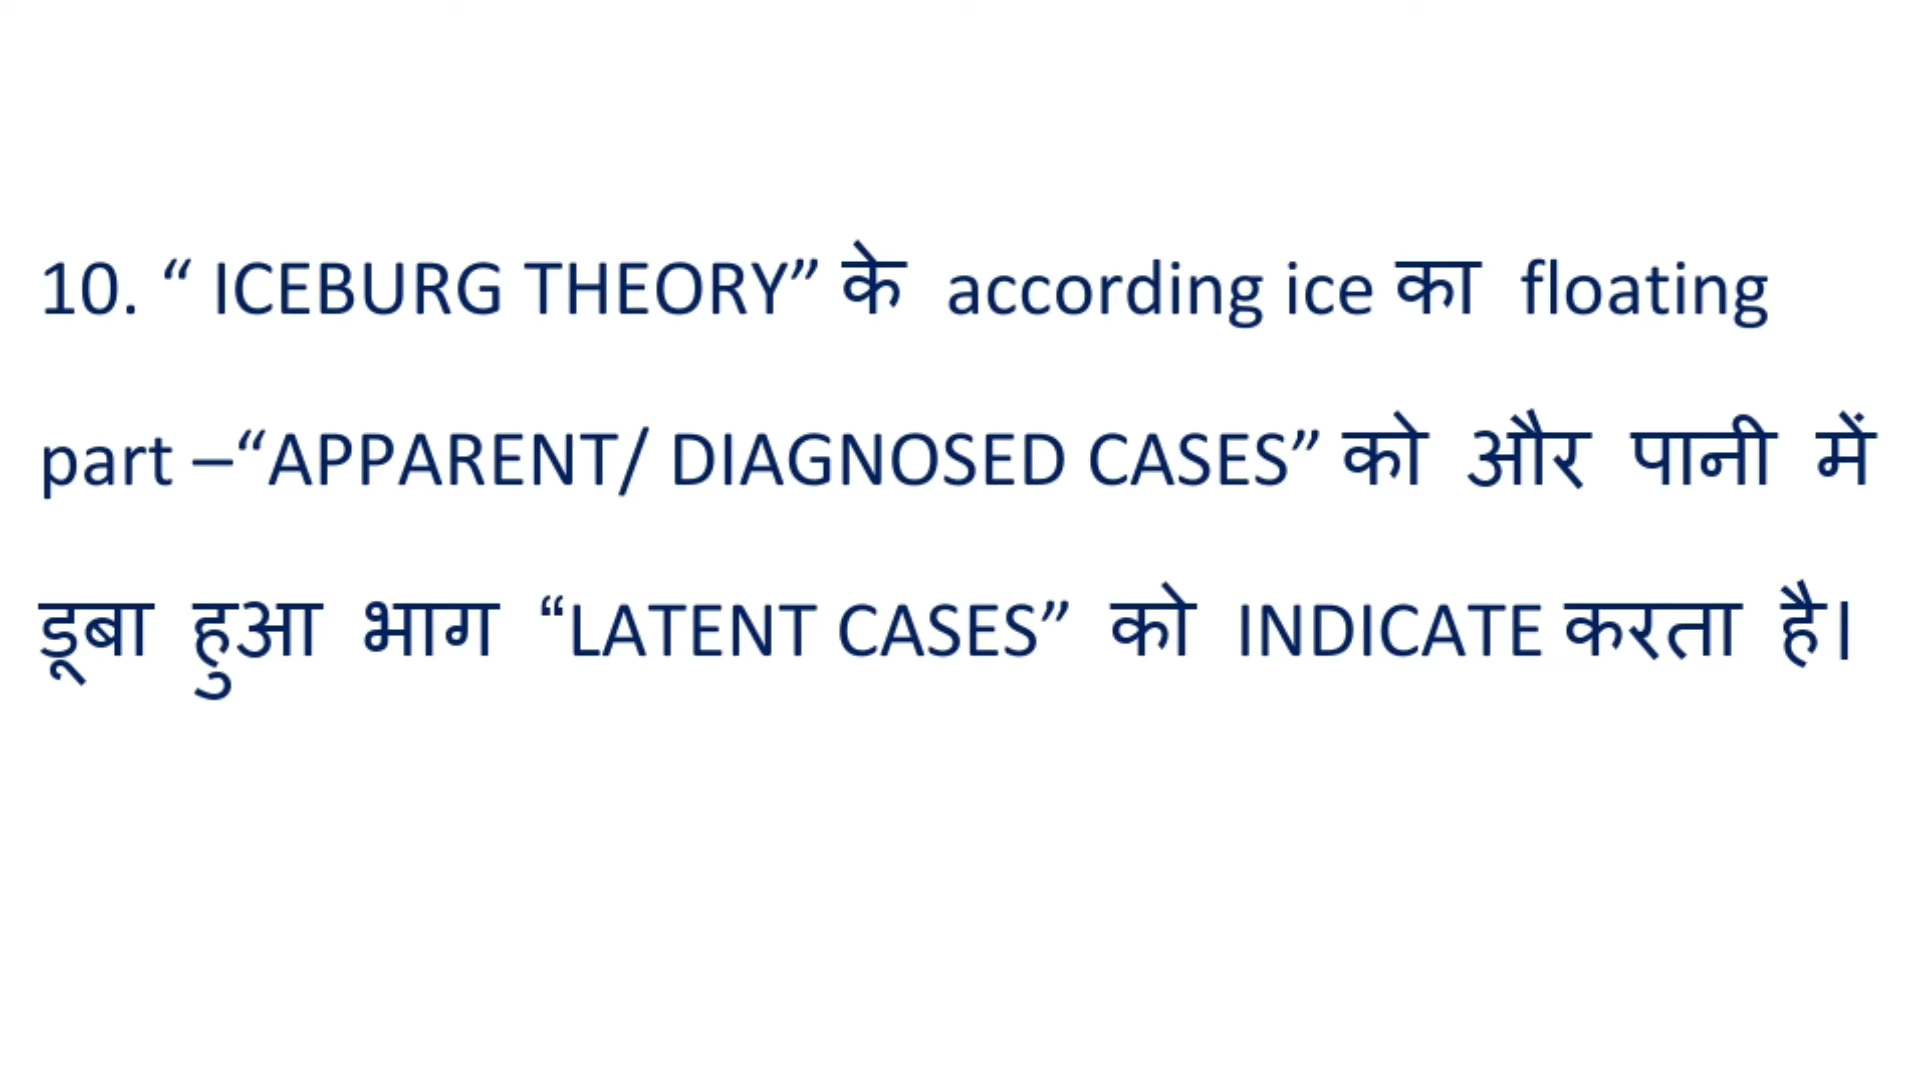 10. “ ICEBURG THEORY” के according ice का floating
part –“APPARENT/ DIAGNOSED CASES” को और पानी में
डूबा हुआ भाग “LATENT CASES” को INDICATE करता है।